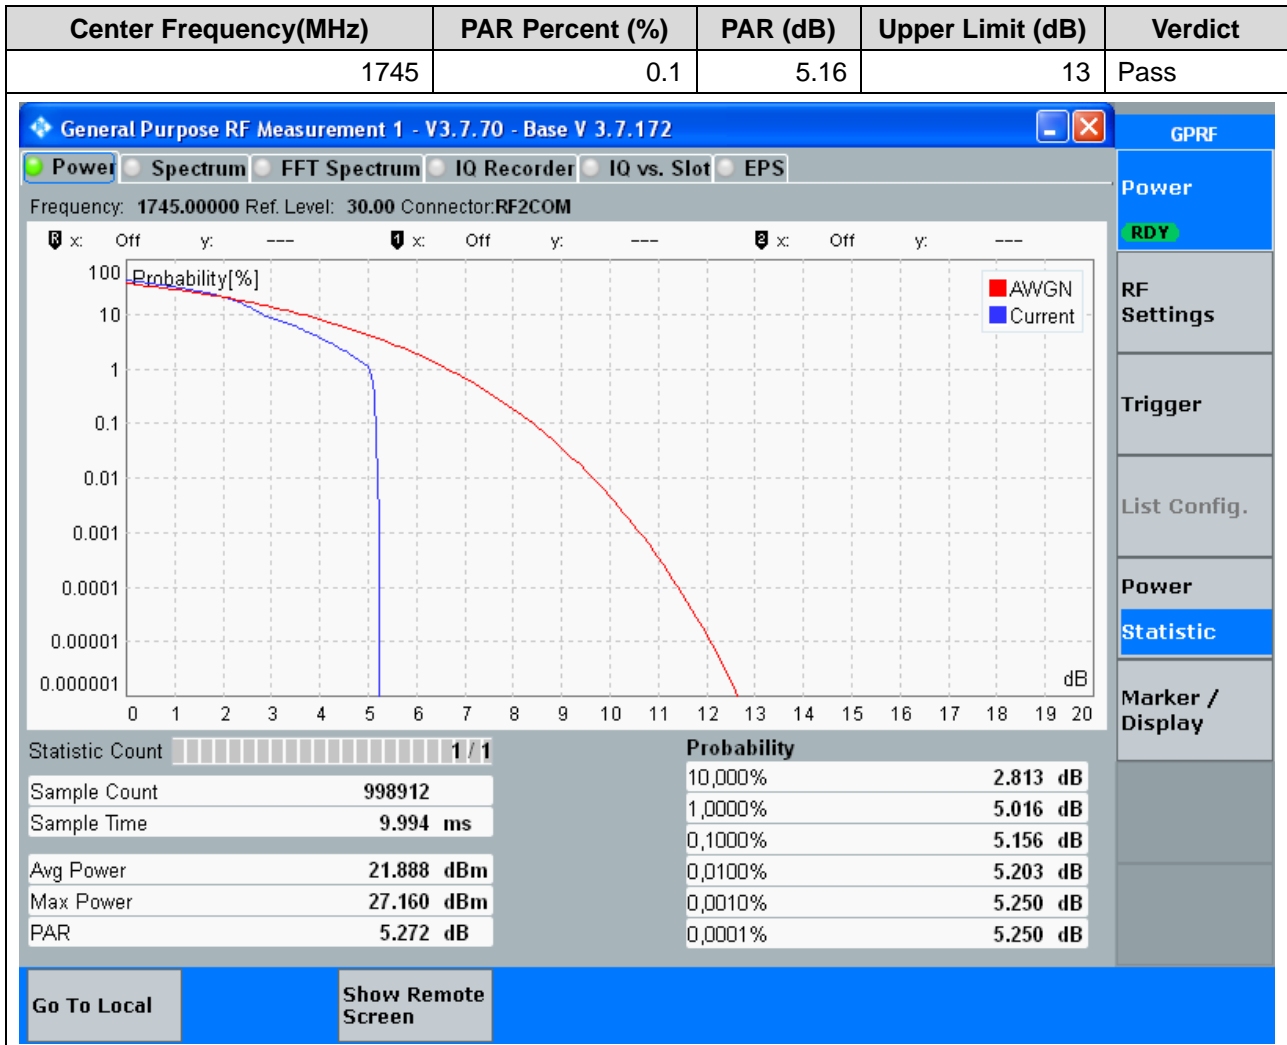 Center Frequency(MHz) PAR Percent (%) PAR (dB) Upper Limit (dB) Verdict
1745 0.1 5.16 13 Pass
General Purpose RF Measurement 1 - V3.7.70 - Base V 3.7.172
GPRF
Power Spectrum FFT Spectrum IQ Recorder IQ vs. Slot EPS
Power
RDY
Frequency: 1745.00000 Ref. Level: 30.00 Connector:RF2COM
R x: Off y: --- 1 x: Off y: --- 2 x: Off y: ---
Probability[%]
AWGN
Current
100
10
1
0.1
0.01
0.001
0.0001
0.00001
0.000001
dB
0 1 2 3 4 5 6 7 8 9 10 11 12 13 14 15 16 17 18 19 20
RF
Settings
Trigger
List Config.
Power
Statistic
Marker /
Display
Statistic Count 1 / 1
Sample Count 998912
Sample Time 9.994 ms
Avg Power 21.888 dBm
Max Power 27.160 dBm
PAR 5.272 dB
Probability
10,000% 2.813 dB
1,0000% 5.016 dB
0,1000% 5.156 dB
0,0100% 5.203 dB
0,0010% 5.250 dB
0,0001% 5.250 dB
Go To Local
Show Remote
Screen